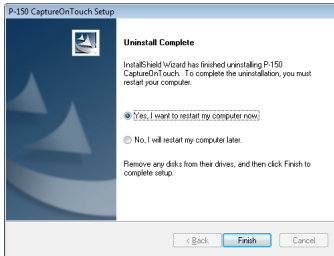 P-150 CaptureOnTouch Setup
Uninstall Complete
InstallShield Wizard has finished uninstalling P-150
CaptureOnTouch. To complete the uninstallation, you must
restart your computer.
Yes, I want to restart my computer now.
No, I will restart my computer later.
Remove any disks from their drives, and then click Finish to
complete setup.
< Back
Finish
Cancel